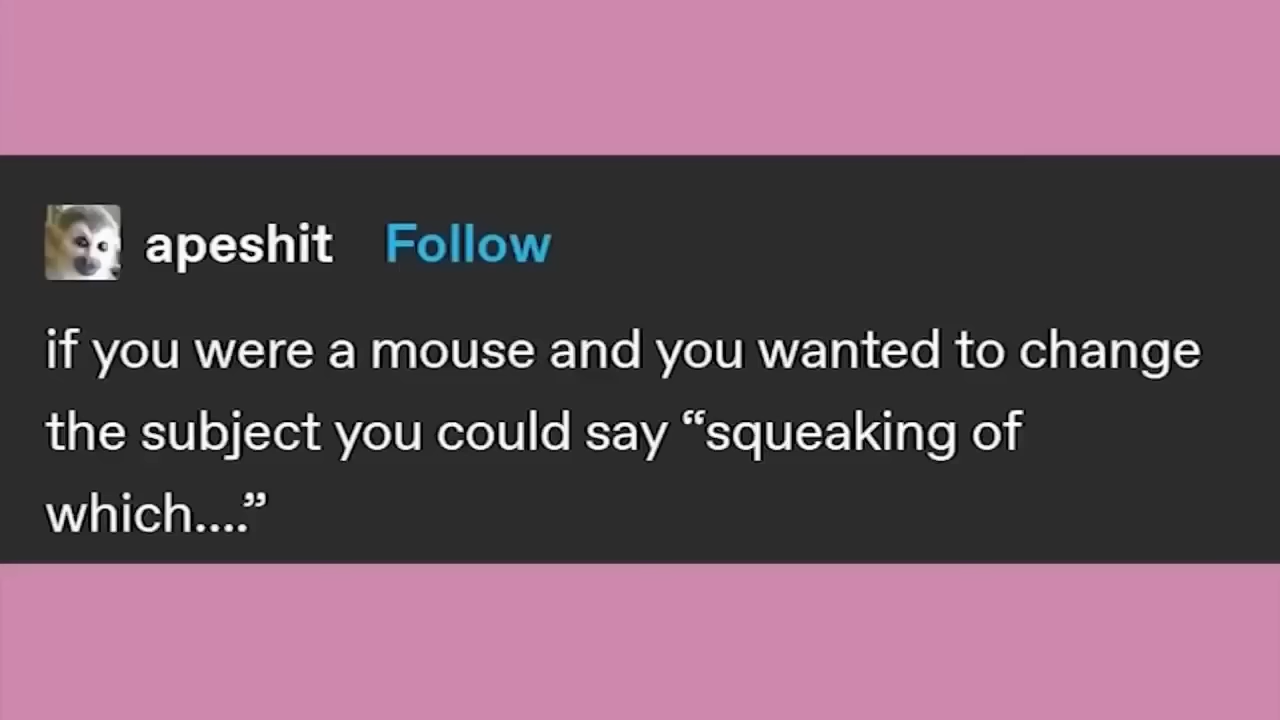 apeshit Follow
if you were a mouse and you wanted to change
the subject you could say “squeaking of
which....”